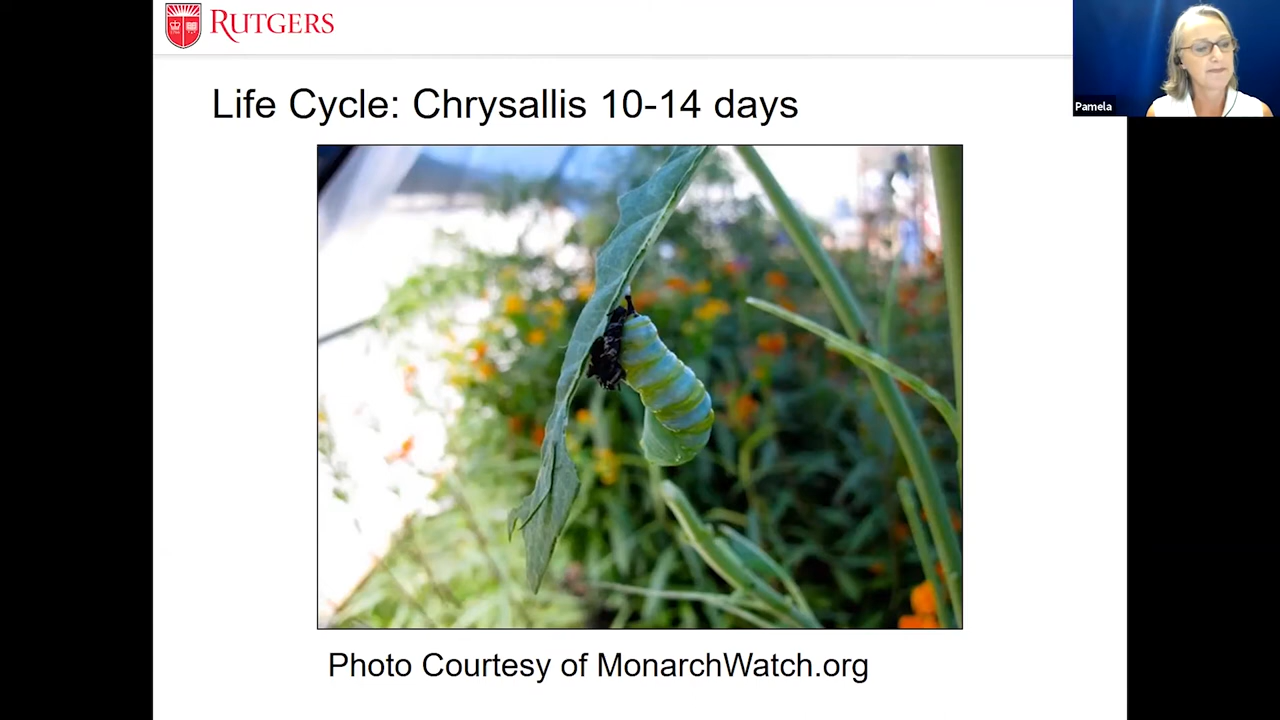 RUTGERS
Pamela
Life Cycle: Chrysallis 10-14 days
Photo Courtesy of MonarchWatch.org